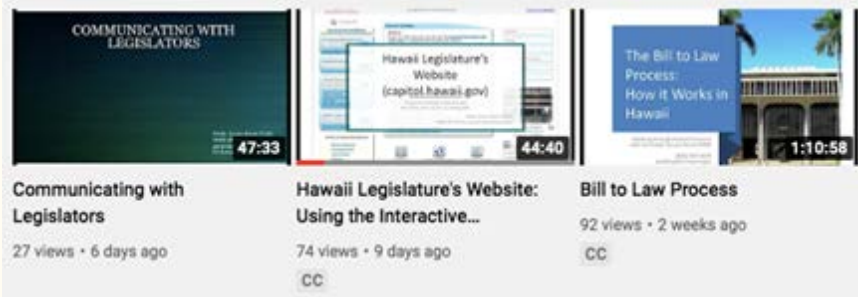 COMMUNICATING WITH
LEGISLATORS
47:33
Communicating with
Legislators
27 views • 6 days ago
Hawaii Legislature's
Website
(capitol.hawaii.gov)
44:40
Hawaii Legislature's Website:
Using the Interactive...
74 views • 9 days ago
CC
The Bill to Law
Process:
How it Works in
Hawaii
1:10:58
Bill to Law Process
92 views • 2 weeks ago
CC